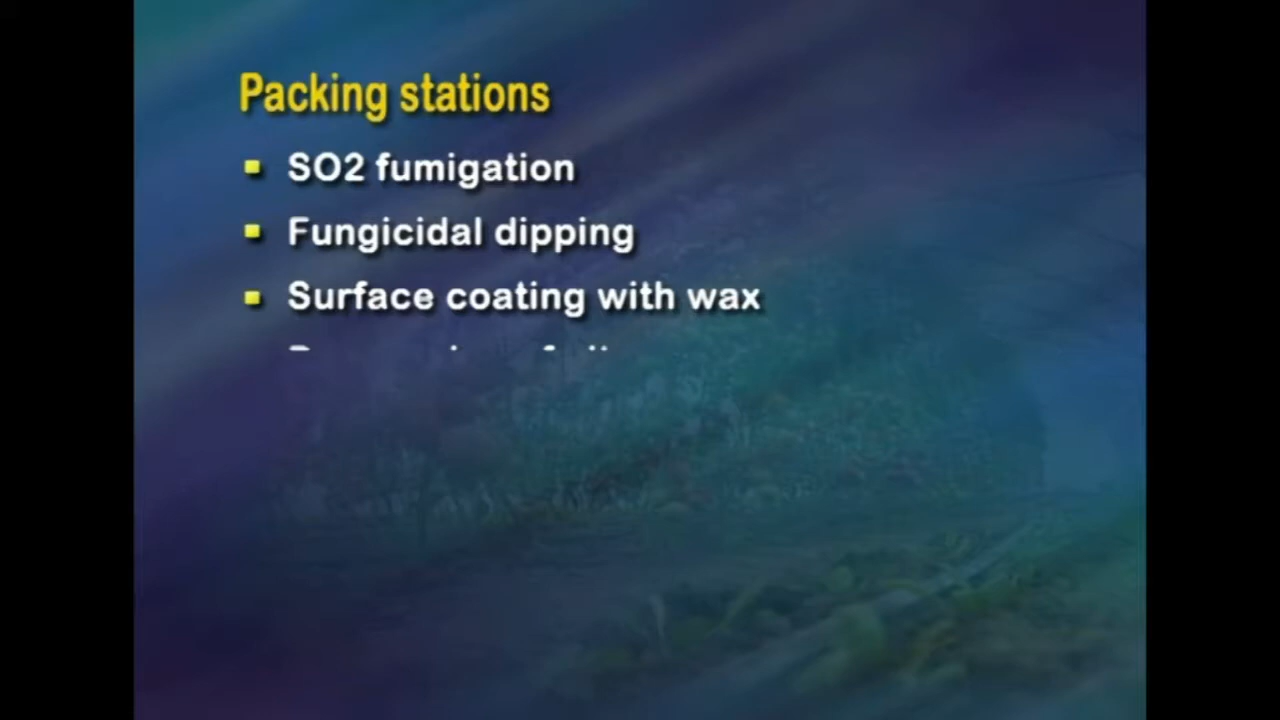 Packing stations
SO2 fumigation
Fungicidal dipping
Surface coating with wax